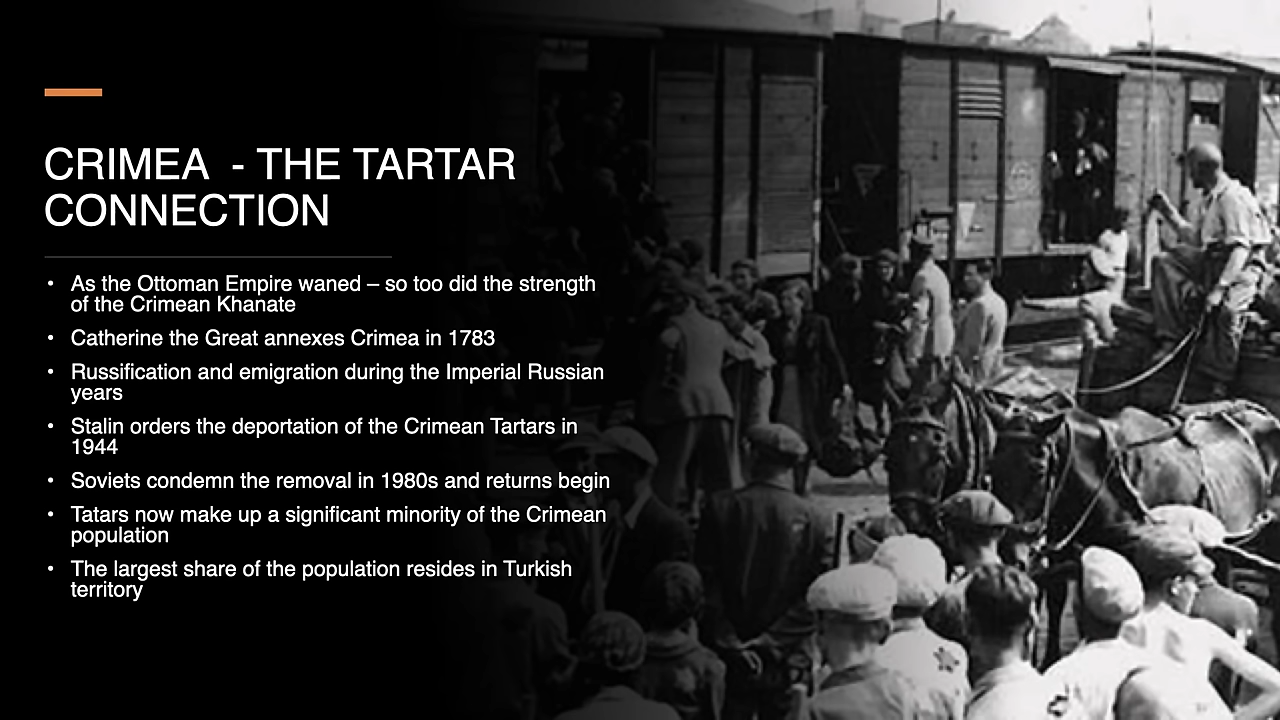 CRIMEA - THE TARTAR
CONNECTION
• As the Ottoman Empire waned – so too did the strength
of the Crimean Khanate
• Catherine the Great annexes Crimea in 1783
• Russification and emigration during the Imperial Russian
years
• Stalin orders the deportation of the Crimean Tartars in
1944
• Soviets condemn the removal in 1980s and returns begin
• Tatars now make up a significant minority of the Crimean
population
• The largest share of the population resides in Turkish
territory